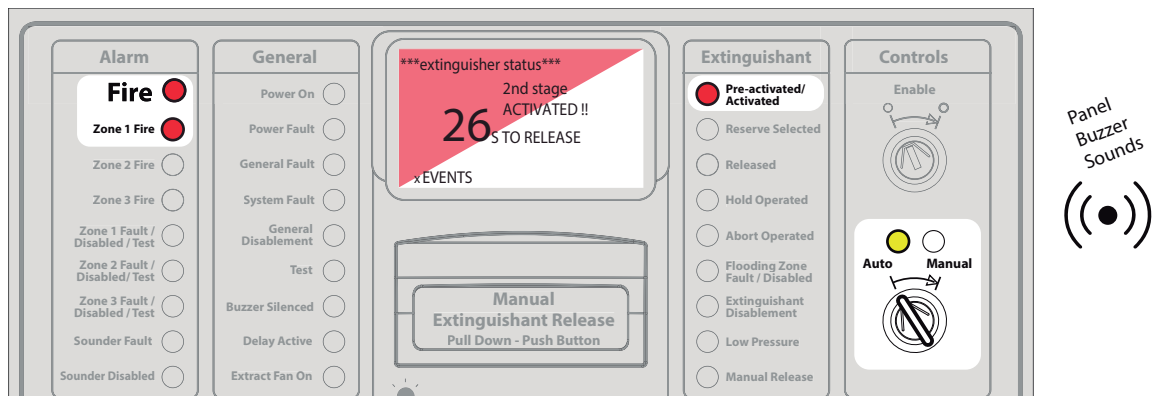 Alarm
Fire
Zone 1 Fire
Zone 2 Fire
Zone 3 Fire
Zone 1 Fault /
Disabled / Test
Zone 2 Fault /
Disabled/ Test
Zone 3 Fault /
Disabled / Test
Sounder Fault
Sounder Disabled
General
Power On
Power Fault
General Fault
System Fault
General
Disablement
Test
Buzzer Silenced
Delay Active
Extract Fan On
***extinguisher status***
2nd stage
ACTIVATED !!
26s TO RELEASE
x EVENTS
Manual
Extinguishant Release
Pull Down - Push Button
Extinguishant
Pre-activated/
Activated
Reserve Selected
Released
Hold Operated
Abort Operated
Flooding Zone
Fault / Disabled
Extinguishant
Disablement
Low Pressure
Manual Release
Controls
Enable
Auto Manual
Panel
Buzzer
Sounds